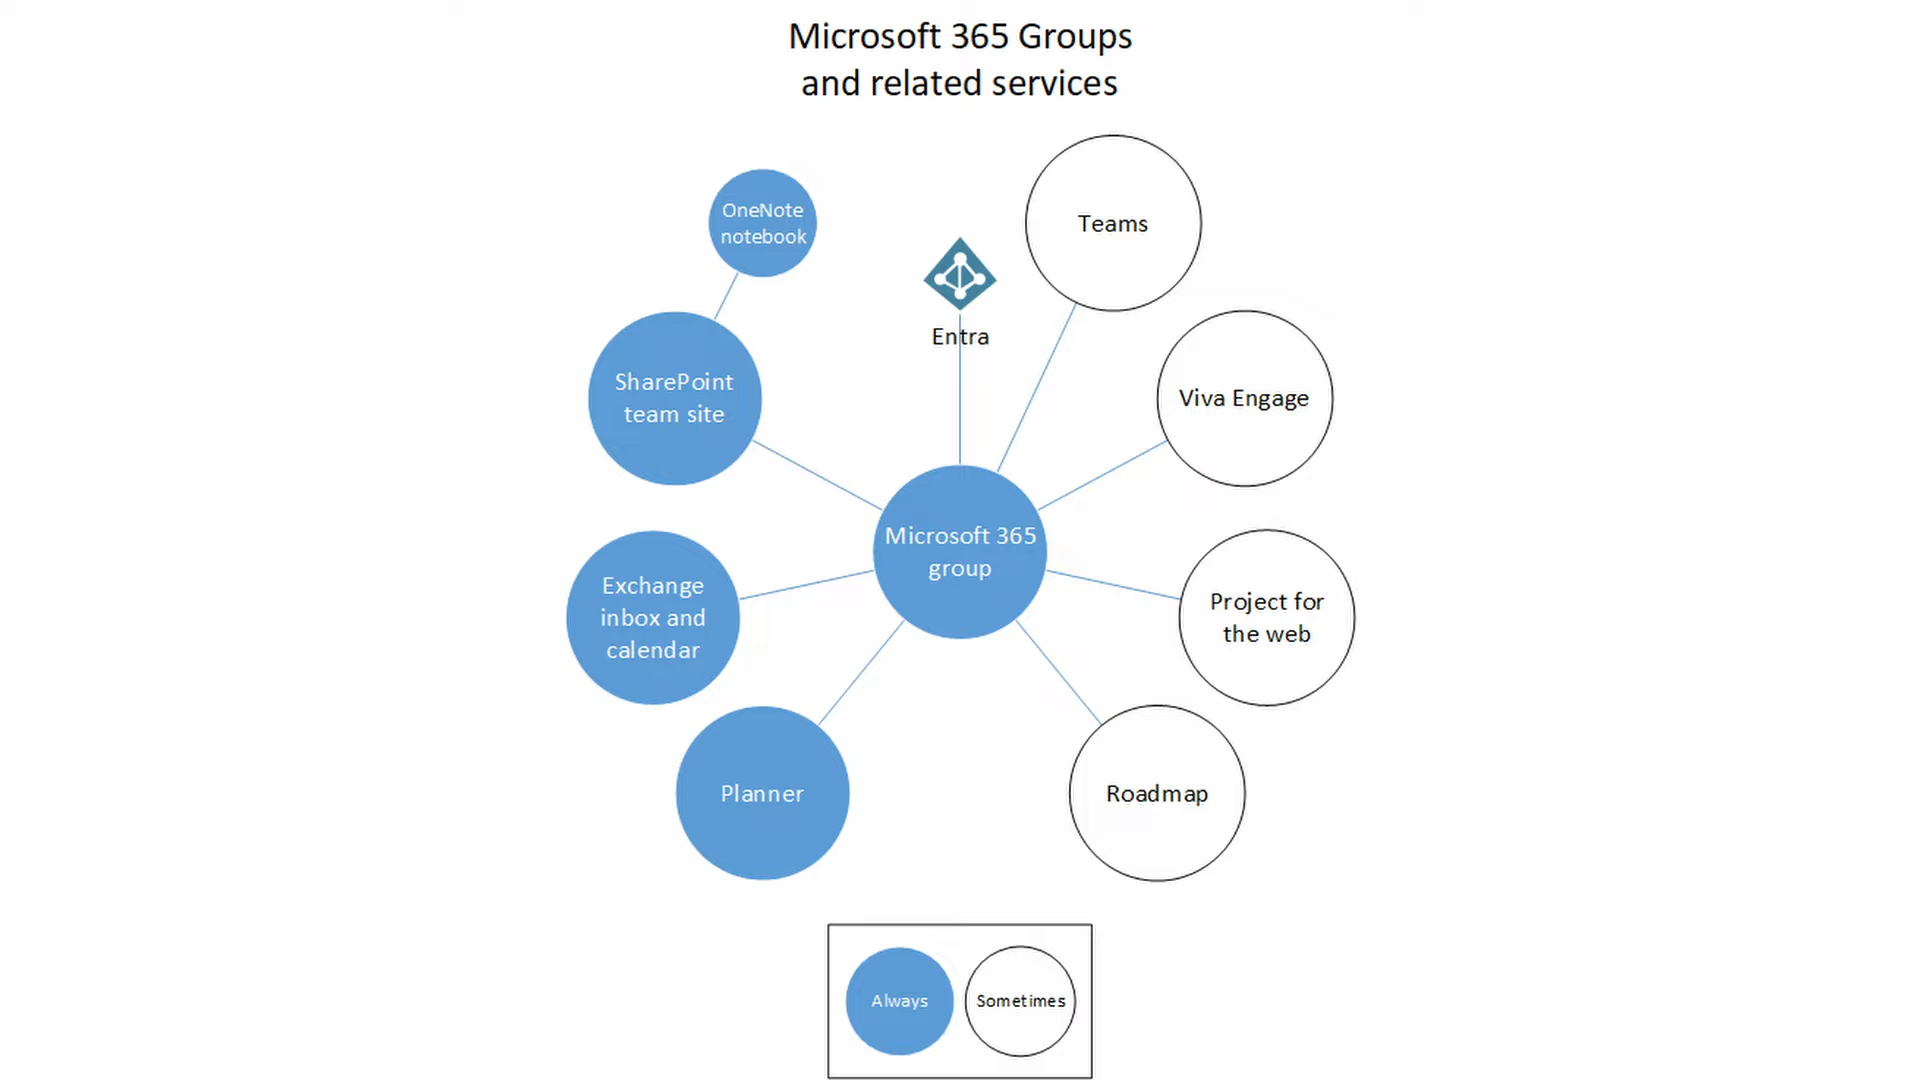 Microsoft 365 Groups
and related services
OneNote
notebook
Teams
Entra
SharePoint
team site
Viva Engage
Microsoft 365
group
Exchange
inbox and
calendar
Project for
the web
Planner
Roadmap
Always
Sometimes